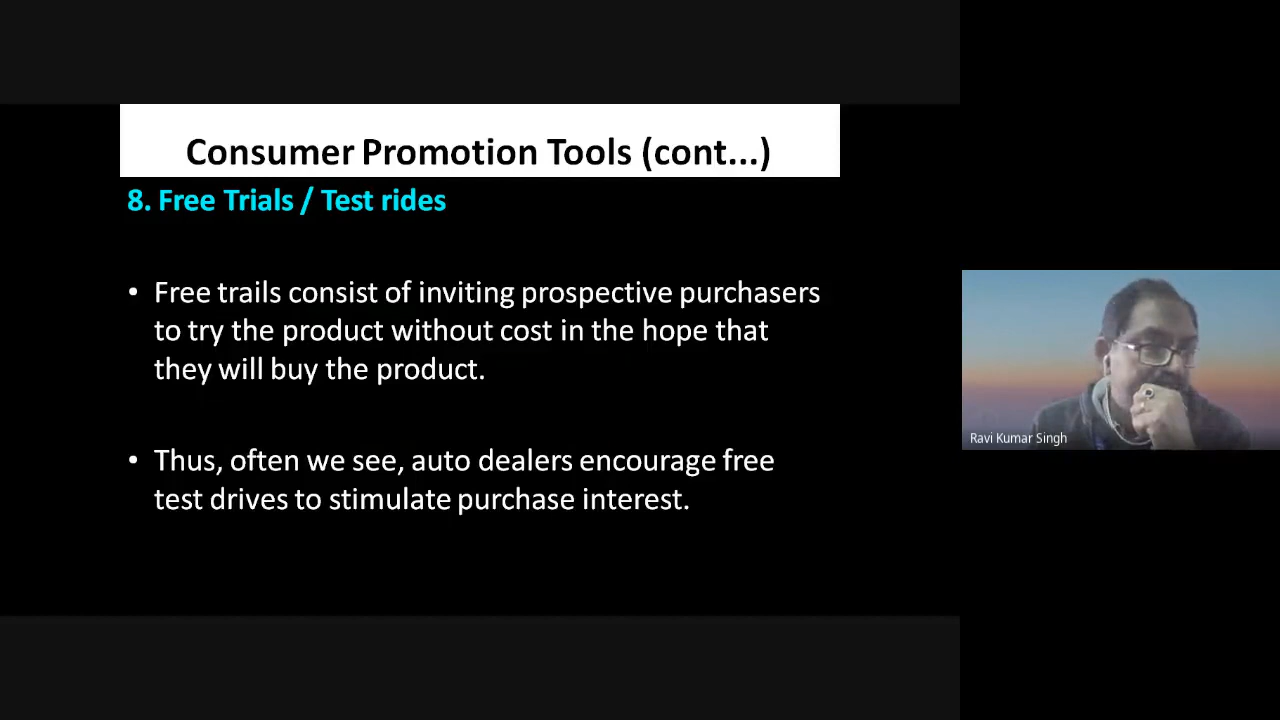 Consumer Promotion Tools (cont...)
8. Free Trials / Test rides
• Free trails consist of inviting prospective purchasers
to try the product without cost in the hope that
they will buy the product.
• Thus, often we see, auto dealers encourage free
test drives to stimulate purchase interest.
Ravi Kumar Singh